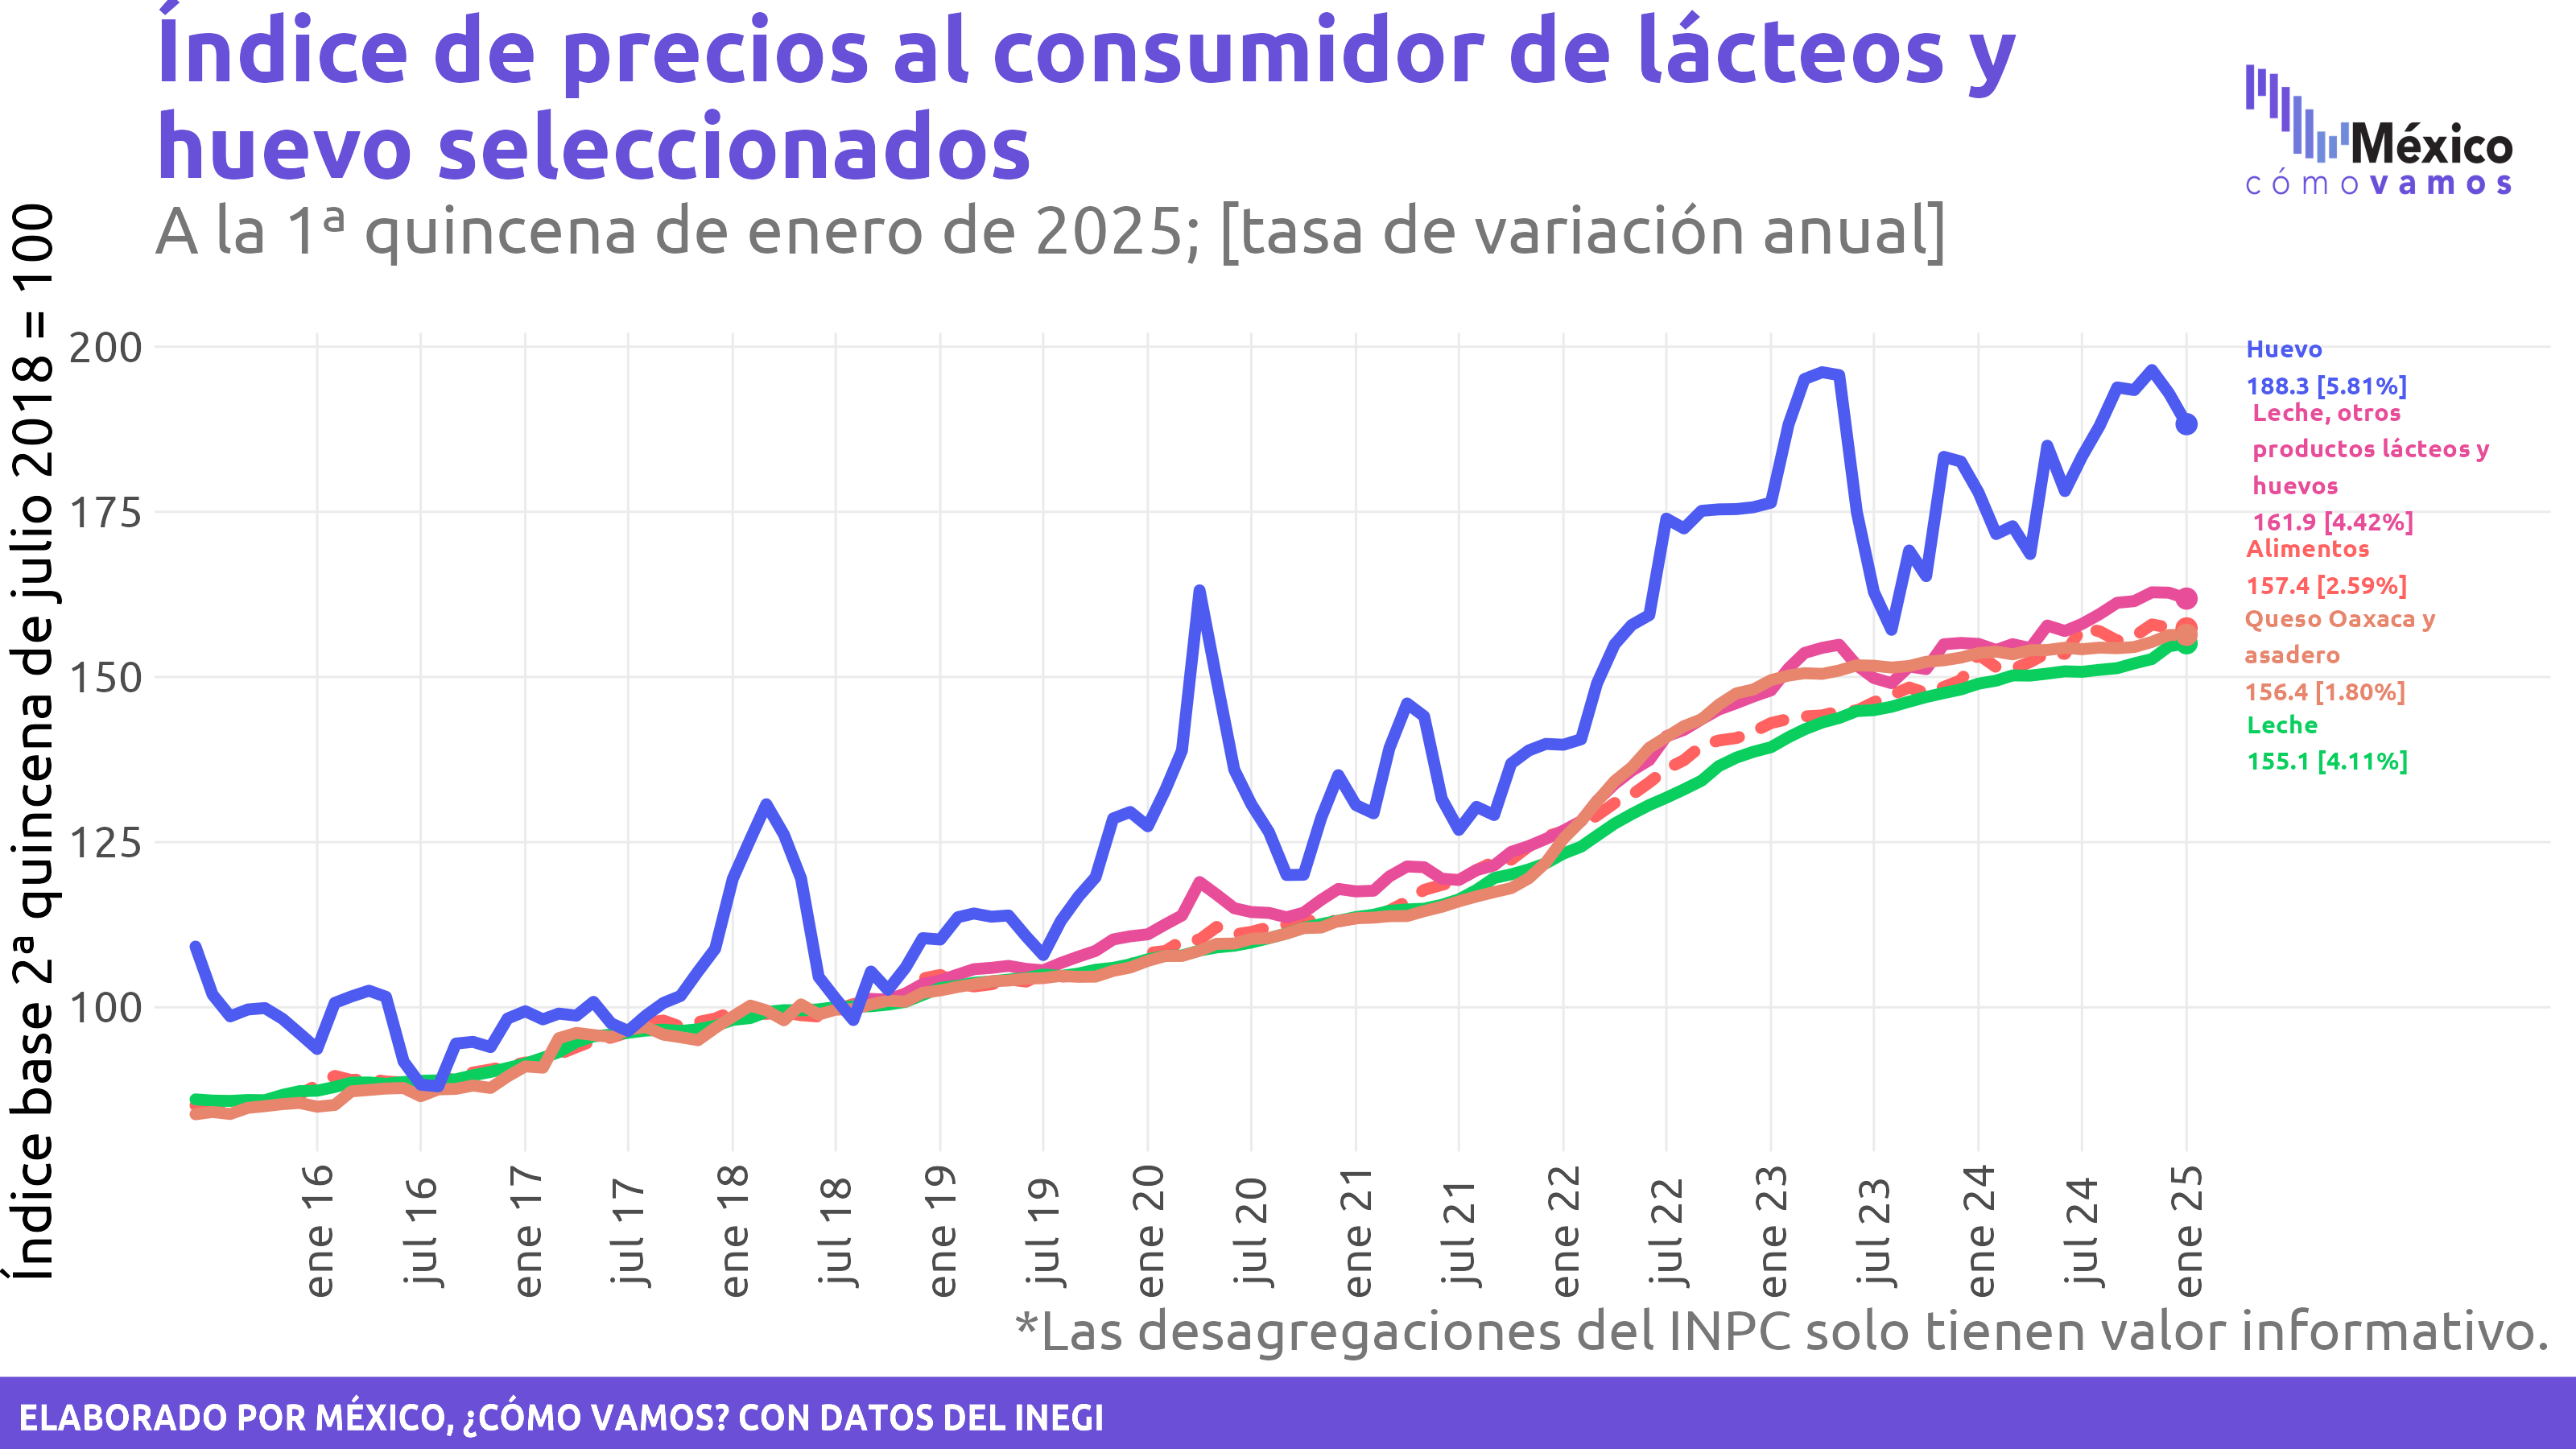 Índice de precios al consumidor de lácteos y
huevo seleccionados
A la 1ª quincena de enero de 2025; [tasa de variación anual]
México
cómo vamos
Índice base 2ª quincena de julio 2018 = 100
200
175
150
125
100
Huevo
188.3 [5.81%]
Leche, otros
productos lácteos y
huevos
161.9 [4.42%]
Alimentos
157.4 [2.59%]
Queso Oaxaca y
asadero
156.4 [1.80%]
Leche
155.1 [4.11%]
ene 16
jul 16
ene 17
jul 17
ene 18
jul 18
ene 19
jul 19
ene 20
jul 20
ene 21
jul 21
ene 22
jul 22
ene 23
jul 23
ene 24
jul 24
ene 25
*Las desagregaciones del INPC solo tienen valor informativo.
ELABORADO POR MÉXICO, ¿CÓMO VAMOS? CON DATOS DEL INEGI